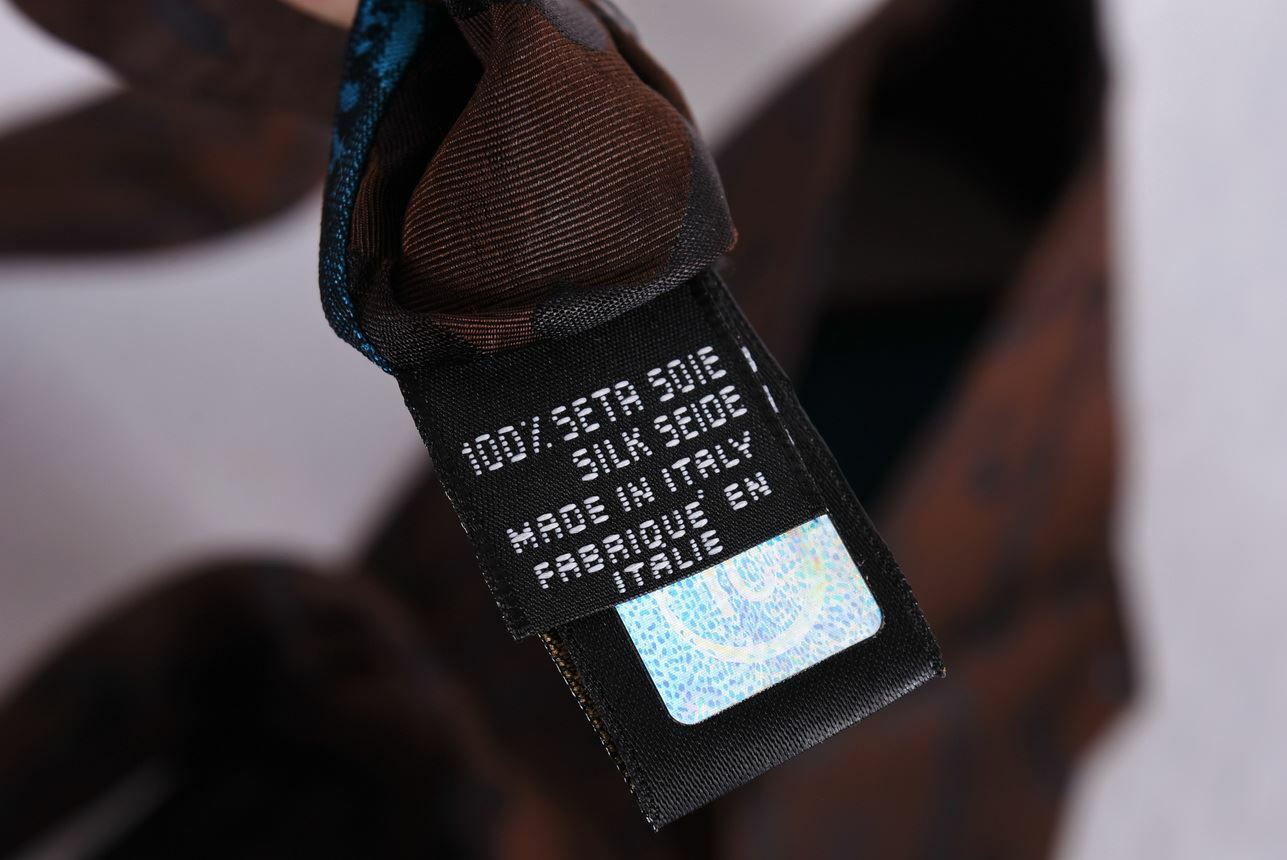 100% SETA SOIE
SILK SEIDE
MADE IN ITALY
FABRIQUE' EN
ITALIE